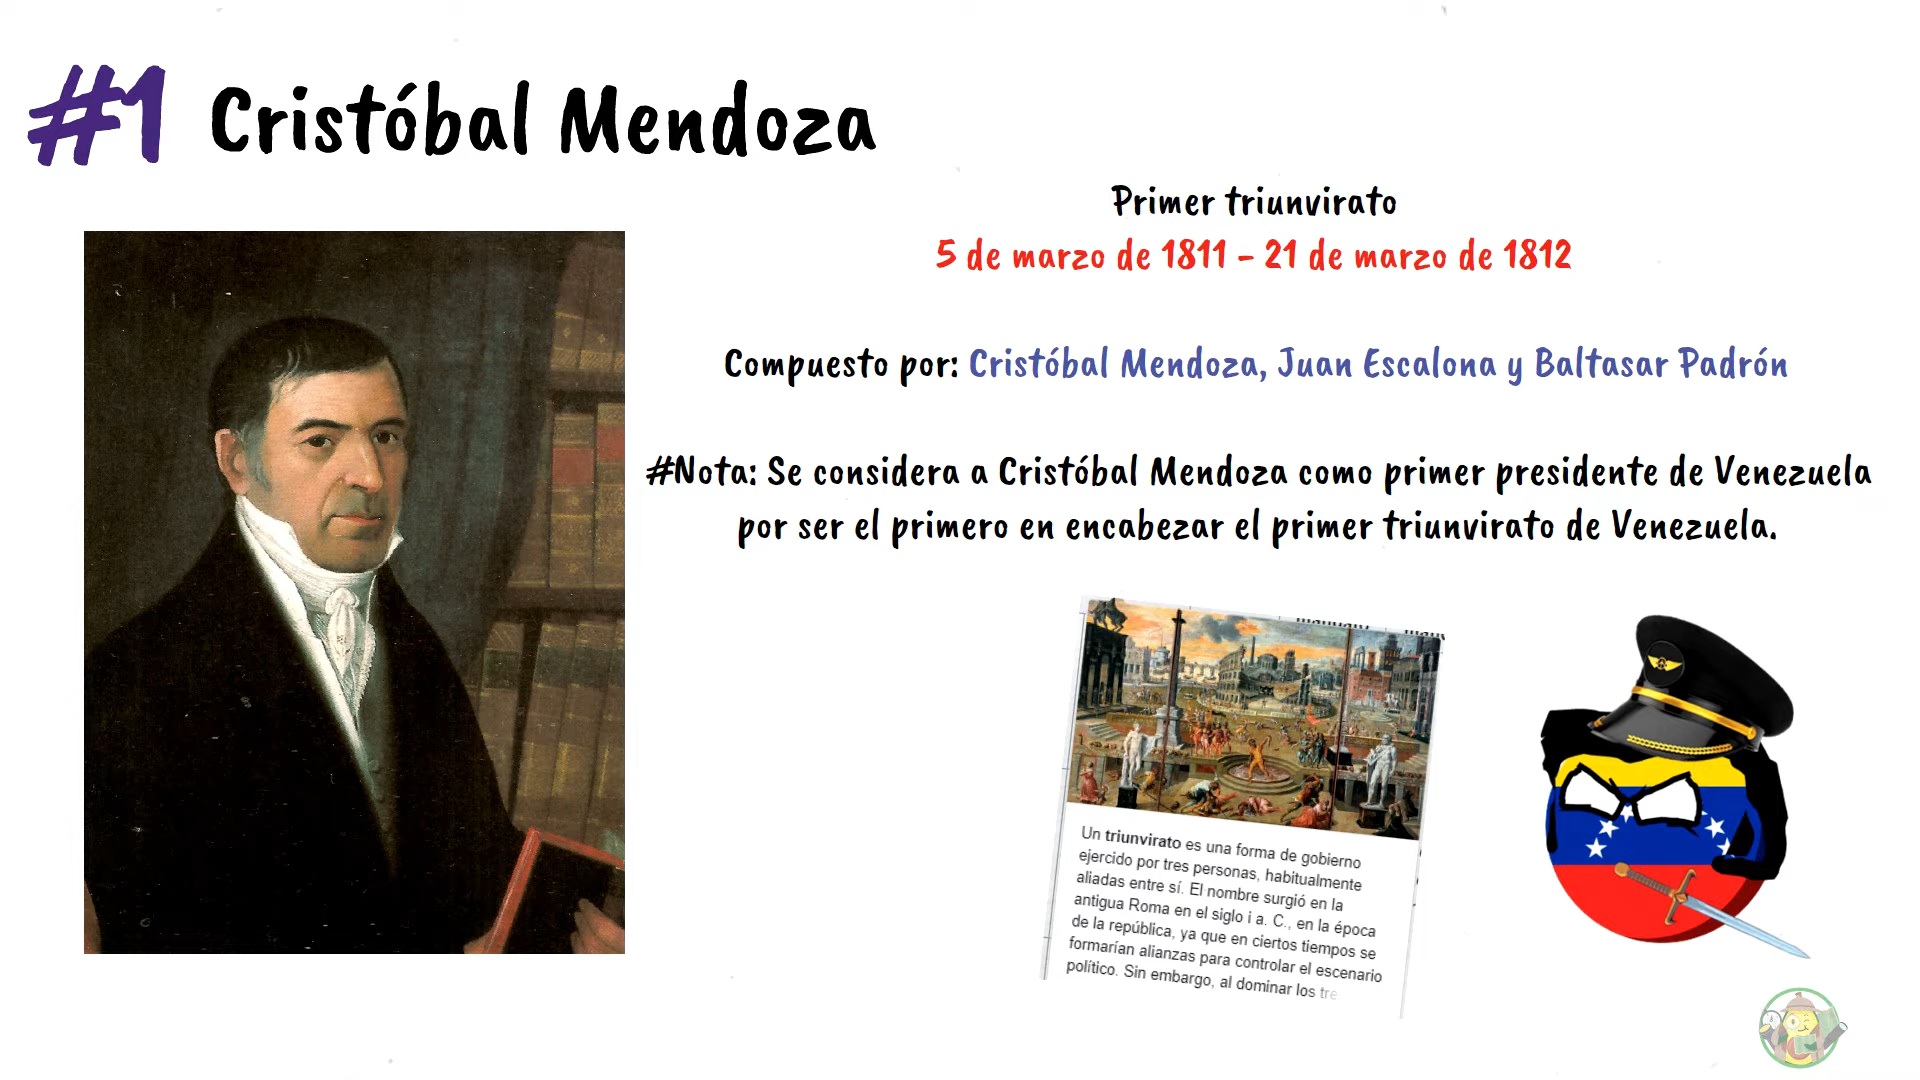 #1 Cristóbal Mendoza
Primer triunvirato
5 de marzo de 1811 - 21 de marzo de 1812
Compuesto por: Cristóbal Mendoza, Juan Escalona y Baltasar Padrón
#Nota: Se considera a Cristóbal Mendoza como primer presidente de Venezuela
por ser el primero en encabezar el primer triunvirato de Venezuela.
Un triunvirato es una forma de gobierno
ejercido por tres personas, habitualmente
aliadas entre sí. El nombre surgió en la
antigua Roma en el siglo i a. C., en la época
de la república, ya que en ciertos tiempos se
formarían alianzas para controlar el escenario
político. Sin embargo, al dominar los tre